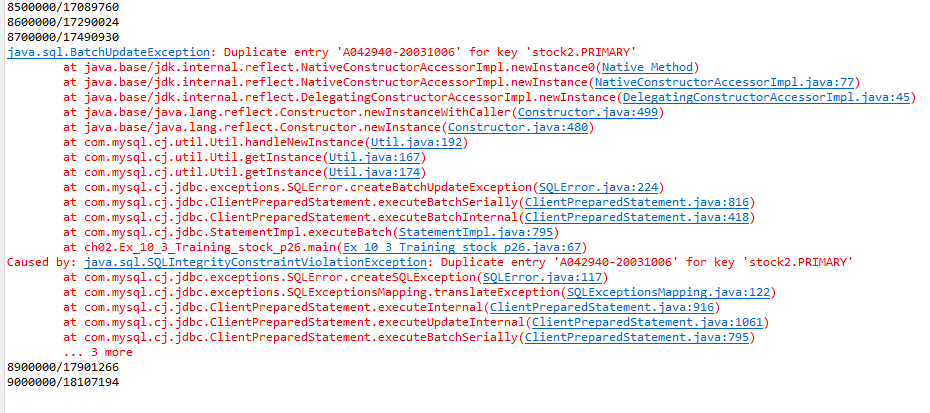 8500000/17089760
8600000/17290024
8700000/17490930
java.sql.BatchUpdateException: Duplicate entry 'A042940-20031006' for key 'stock2.PRIMARY'
at java.base/jdk.internal.reflect.NativeConstructorAccessorImpl.newInstance0(Native Method)
at java.base/jdk.internal.reflect.NativeConstructorAccessorImpl.newInstance(NativeConstructorAccessorImpl.java:77)
at java.base/jdk.internal.reflect.DelegatingConstructorAccessorImpl.newInstance(DelegatingConstructorAccessorImpl.java:45)
at java.base/java.lang.reflect.Constructor.newInstanceWithCaller(Constructor.java:499)
at java.base/java.lang.reflect.Constructor.newInstance(Constructor.java:480)
at com.mysql.cj.util.Util.handleNewInstance(Util.java:192)
at com.mysql.cj.util.Util.getInstance(Util.java:167)
at com.mysql.cj.util.Util.getInstance(Util.java:174)
at com.mysql.cj.jdbc.exceptions.SQLError.createBatchUpdateException(SQLError.java:224)
at com.mysql.cj.jdbc.ClientPreparedStatement.executeBatchSerially(ClientPreparedStatement.java:816)
at com.mysql.cj.jdbc.ClientPreparedStatement.executeBatchInternal(ClientPreparedStatement.java:418)
at com.mysql.cj.jdbc.StatementImpl.executeBatch(StatementImpl.java:795)
at ch02.Ex_10_3_Training_stock_p26.main(Ex_10_3_Training_stock_p26.java:67)
Caused by: java.sql.SQLIntegrityConstraintViolationException: Duplicate entry 'A042940-20031006' for key 'stock2.PRIMARY'
at com.mysql.cj.jdbc.exceptions.SQLError.createSQLException(SQLError.java:117)
at com.mysql.cj.jdbc.exceptions.SQLExceptionsMapping.translateException(SQLExceptionsMapping.java:122)
at com.mysql.cj.jdbc.ClientPreparedStatement.executeInternal(ClientPreparedStatement.java:916)
at com.mysql.cj.jdbc.ClientPreparedStatement.executeUpdateInternal(ClientPreparedStatement.java:1061)
at com.mysql.cj.jdbc.ClientPreparedStatement.executeBatchSerially(ClientPreparedStatement.java:795)
... 3 more
8900000/17901266
9000000/18107194